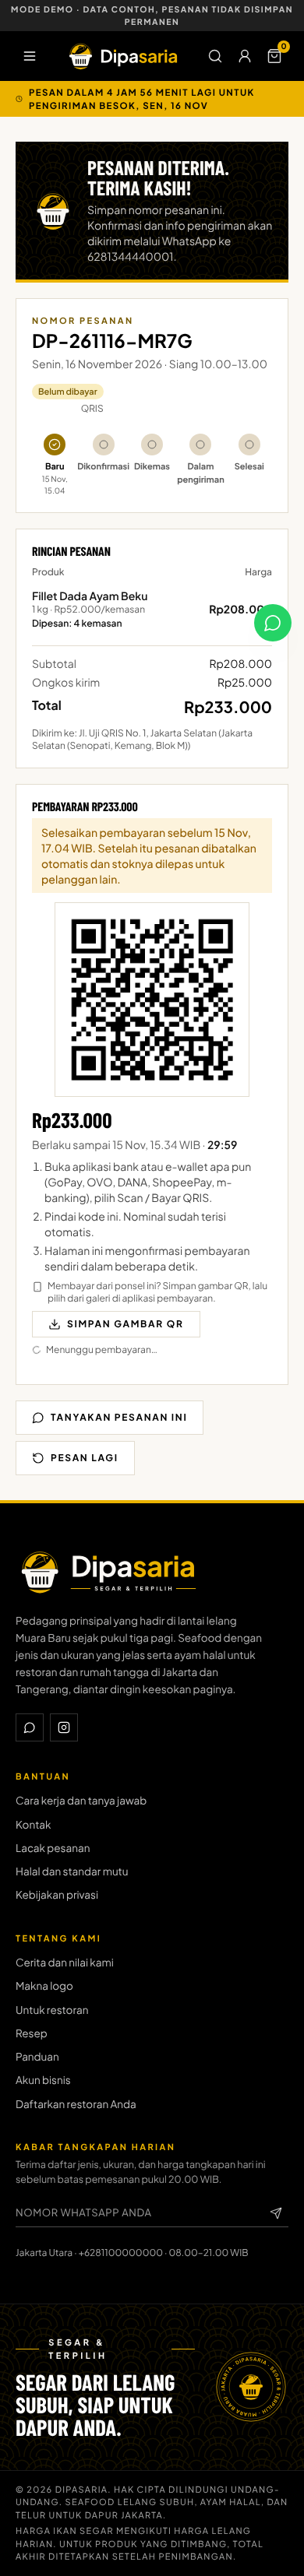 MODE DEMO · DATA CONTOH, PESANAN TIDAK DISIMPAN
PERMANEN
Dipasaria
0
PESAN DALAM 4 JAM 56 MENIT LAGI UNTUK
PENGIRIMAN BESOK, SEN, 16 NOV
PESANAN DITERIMA.
TERIMA KASIH!
Simpan nomor pesanan ini.
Konfirmasi dan info pengiriman akan
dikirim melalui WhatsApp ke
6281344440001.
NOMOR PESANAN
DP-261116-MR7G
Senin, 16 November 2026 · Siang 10.00–13.00
Belum dibayar
QRIS
Baru
Dikonfirmasi
Dikemas
Dalam
pengiriman
Selesai
15 Nov,
15.04
RINCIAN PESANAN
Produk
Harga
Fillet Dada Ayam Beku
1 kg · Rp52.000/kemasan
Rp208.00
Dipesan: 4 kemasan
Subtotal
Rp208.000
Ongkos kirim
Rp25.000
Total
Rp233.000
Dikirim ke: Jl. Uji QRIS No. 1, Jakarta Selatan (Jakarta
Selatan (Senopati, Kemang, Blok M))
PEMBAYARAN RP233.000
Selesaikan pembayaran sebelum 15 Nov,
17.04 WIB. Setelah itu pesanan dibatalkan
otomatis dan stoknya dilepas untuk
pelanggan lain.
Rp233.000
Berlaku sampai 15 Nov, 15.34 WIB · 29:59
1. Buka aplikasi bank atau e-wallet apa pun
(GoPay, OVO, DANA, ShopeePay, m-
banking), pilih Scan / Bayar QRIS.
2. Pindai kode ini. Nominal sudah terisi
otomatis.
3. Halaman ini mengonfirmasi pembayaran
sendiri dalam beberapa detik.
Membayar dari ponsel ini? Simpan gambar QR, lalu
pilih dari galeri di aplikasi pembayaran.
SIMPAN GAMBAR QR
Menunggu pembayaran…
TANYAKAN PESANAN INI
PESAN LAGI
Dipasaria
SEGAR & TERPILIH
Pedagang prinsipal yang hadir di lantai lelang
Muara Baru sejak pukul tiga pagi. Seafood dengan
jenis dan ukuran yang jelas serta ayam halal untuk
restoran dan rumah tangga di Jakarta dan
Tangerang, diantar dingin keesokan paginya.
BANTUAN
Cara kerja dan tanya jawab
Kontak
Lacak pesanan
Halal dan standar mutu
Kebijakan privasi
TENTANG KAMI
Cerita dan nilai kami
Makna logo
Untuk restoran
Resep
Panduan
Akun bisnis
Daftarkan restoran Anda
KABAR TANGKAPAN HARIAN
Terima daftar jenis, ukuran, dan harga tangkapan hari ini
sebelum batas pemesanan pukul 20.00 WIB.
NOMOR WHATSAPP ANDA
Jakarta Utara · +6281100000000 · 08.00–21.00 WIB
SEGAR &
TERPILIH
SEGAR DARI LELANG
SUBUH, SIAP UNTUK
DAPUR ANDA.
© 2026 DIPASARIA. HAK CIPTA DILINDUNGI UNDANG-
UNDANG. SEAFOOD LELANG SUBUH, AYAM HALAL, DAN
TELUR UNTUK DAPUR JAKARTA.
HARGA IKAN SEGAR MENGIKUTI HARGA LELANG
HARIAN. UNTUK PRODUK YANG DITIMBANG, TOTAL
AKHIR DITETAPKAN SETELAH PENIMBANGAN.